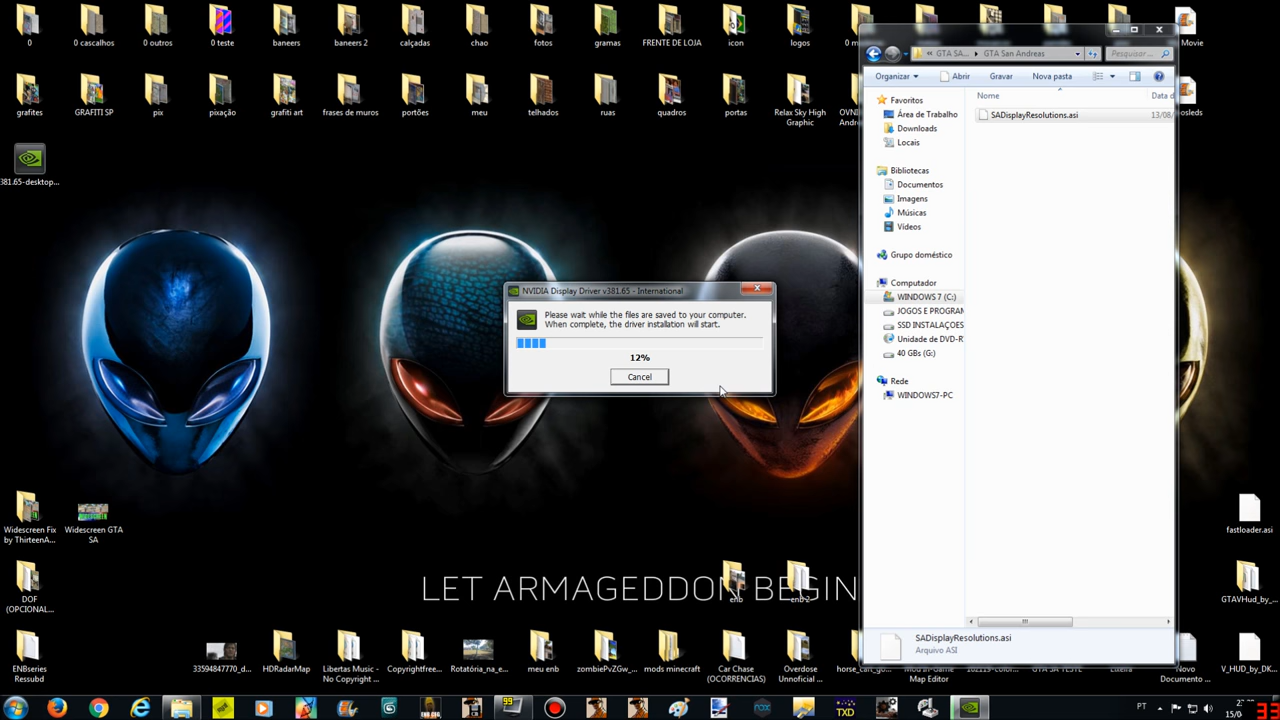 0
0 cascalhos
0 outros
0 teste
baneers
baneers 2
calçadas
chao
fotos
gramas
FRENTE DE LOJA
icon
logos
Movie
grafites
GRAFITI SP
pix
pixação
grafiti art
frases de muros
portões
meu
telhados
ruas
quadros
portas
Relax Sky High
Graphic
381.65-desktop...
« GTA SA... ▸ GTA San Andreas
Pesquisar ...
Organizar
Abrir
Gravar
Nova pasta
Nome
Data d
Favoritos
Área de Trabalho
Downloads
Locais
SADisplayResolutions.asi
13/08/
Bibliotecas
Documentos
Imagens
Músicas
Vídeos
Grupo doméstico
Computador
WINDOWS 7 (C:)
JOGOS E PROGRAM
SSD INSTALAÇOES
Unidade de DVD-R
40 GBs (G:)
Rede
WINDOWS7-PC
NVIDIA Display Driver v381.65 - International
Please wait while the files are saved to your computer.
When complete, the driver installation will start.
12%
Cancel
Widescreen Fix
by ThirteenA...
Widescreen GTA
SA
fastloader.asi
LET ARMAGEDDON BEGIN
DOF
(OPCIONAL...
enb
enb 2
GTAVHud_by_...
SADisplayResolutions.asi
Arquivo ASI
ENBseries
Ressubd
33594847770_d...
HDRadarMap
Libertas Music -
No Copyright ...
Copyrightfree...
Rotatória_na_e...
meu enb
zombiePvZGw_...
mods minecraft
Car Chase
(OCORRENCIAS)
Overdose
Unnoficial ...
Map Editor
Novo
Documento ...
V_HUD_by_DK...
99
TXD
PT
33